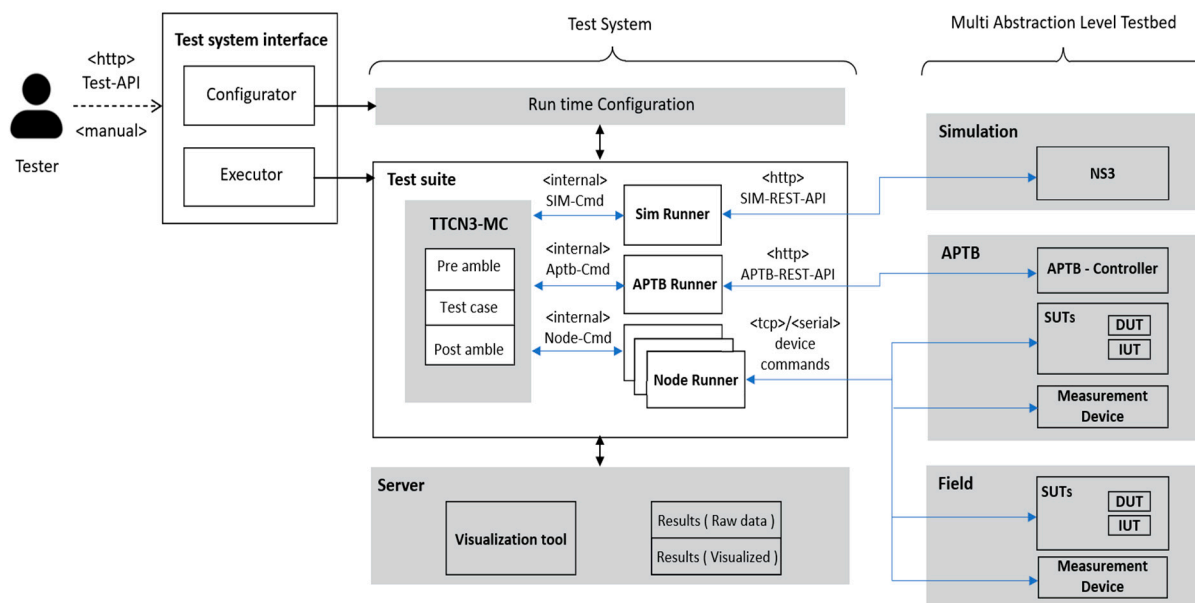 Test System
Multi Abstraction Level Testbed
Test system interface
<http>
Test-API
<manual>
Tester
Configurator
Executor
Run time Configuration
Test suite
TTCN3-MC
Pre amble
Test case
Post amble
<internal>
SIM-Cmd
<internal>
Aptb-Cmd
<internal>
Node-Cmd
Sim Runner
APTB Runner
Node Runner
<http>
SIM-REST-API
<http>
APTB-REST-API
<tcp>/<serial>
device
commands
Server
Visualization tool
Results ( Raw data )
Results ( Visualized )
Simulation
NS3
APTB
APTB - Controller
SUTs
DUT
IUT
Measurement
Device
Field
SUTs
DUT
IUT
Measurement
Device